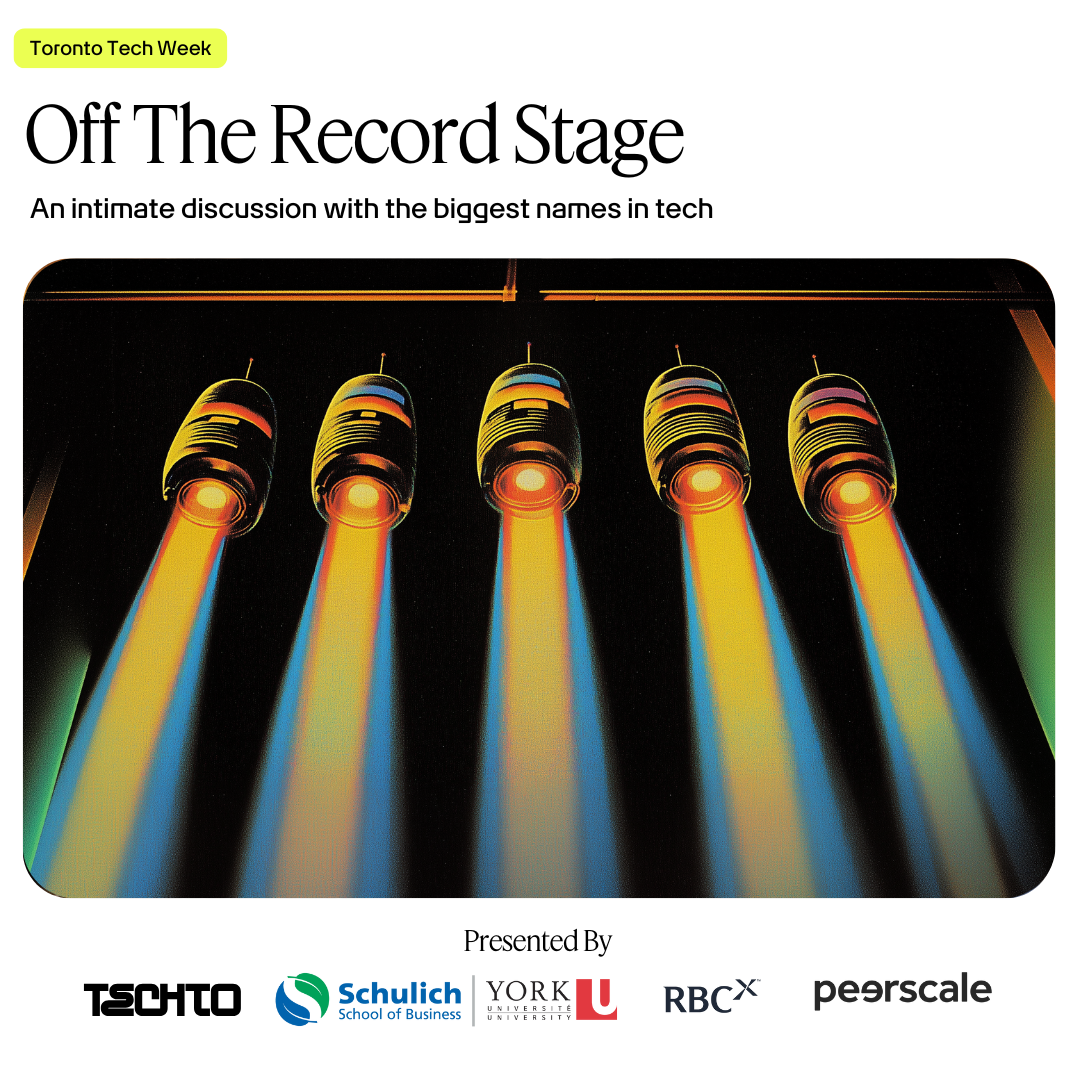 Toronto Tech Week
Off The Record Stage
An intimate discussion with the biggest names in tech
Presented By
TECHTO
Schulich
School of Business
YORK U
UNIVERSITÉ
UNIVERSITY
RBCX™
peerscale